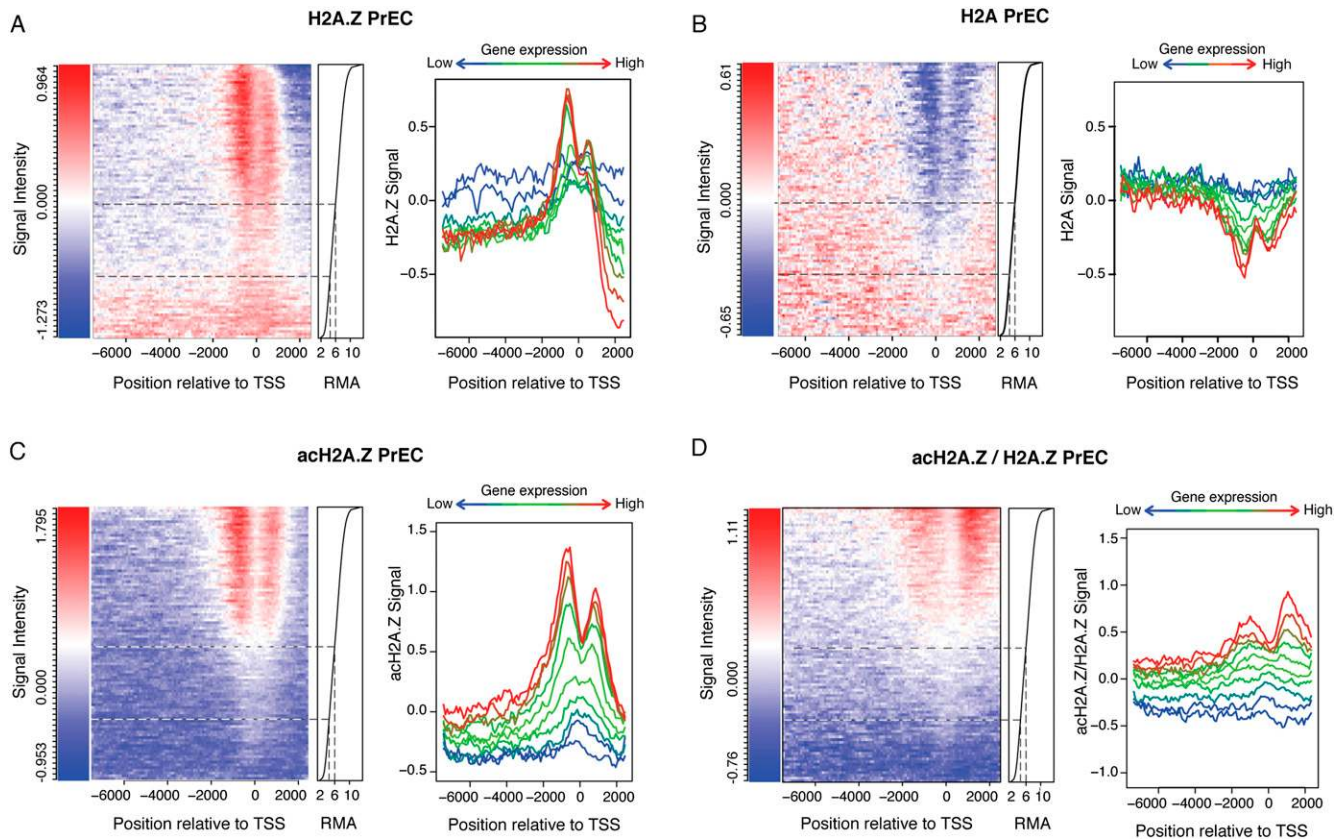 A
H2A.Z PrEC
Gene expression
Low
High
0.964
0.000
-1.273
Signal Intensity
−6000 −4000 −2000 0 2000
Position relative to TSS
2 6 10
RMA
0.5
0.0
−0.5
H2A.Z Signal
−6000 −4000 −2000 0 2000
Position relative to TSS
B
H2A PrEC
Gene expression
Low
High
0.61
0.000
-0.65
Signal Intensity
−6000 −4000 −2000 0 2000
Position relative to TSS
2 6 10
RMA
0.5
0.0
−0.5
H2A Signal
−6000 −4000 −2000 0 2000
Position relative to TSS
C
acH2A.Z PrEC
Gene expression
Low
High
1.795
0.000
-0.953
Signal Intensity
−6000 −4000 −2000 0 2000
Position relative to TSS
2 6 10
RMA
1.5
1.0
0.5
0.0
−0.5
acH2A.Z Signal
−6000 −4000 −2000 0 2000
Position relative to TSS
D
acH2A.Z / H2A.Z PrEC
Gene expression
Low
High
1.11
0.000
-0.76
Signal Intensity
−6000 −4000 −2000 0 2000
Position relative to TSS
2 6 10
RMA
1.5
1.0
0.5
0.0
−0.5
−1.0
acH2A.Z/H2A.Z Signal
−6000 −4000 −2000 0 2000
Position relative to TSS